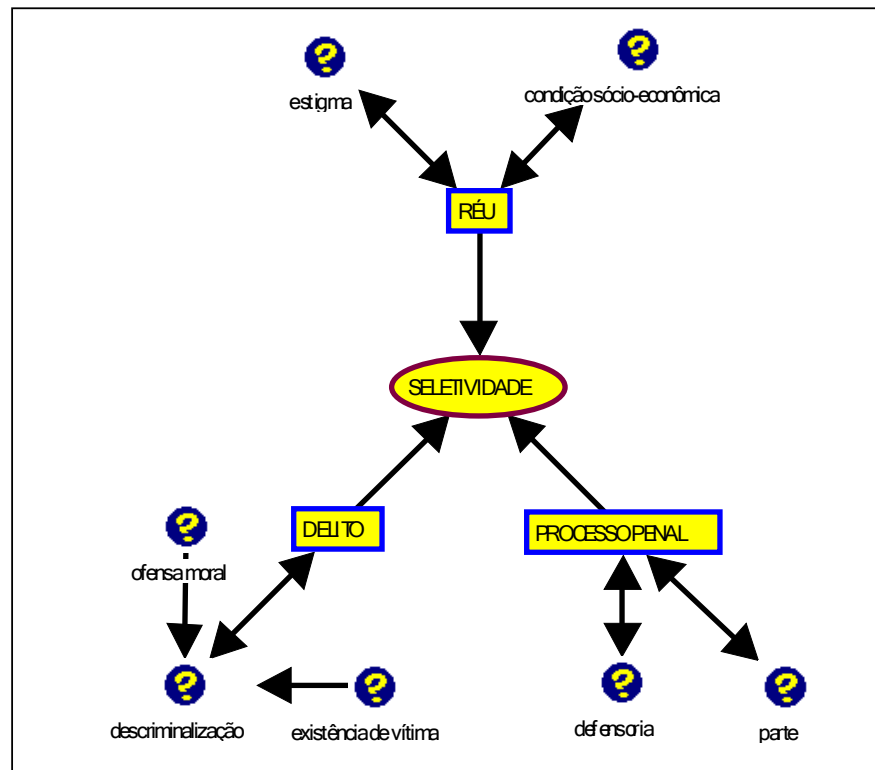 estigma
condição sócio-econômica
RÉU
SELETIVIDADE
DELITO
PROCESSO PENAL
ofensa moral
descriminalização
existência de vítima
defensoria
parte